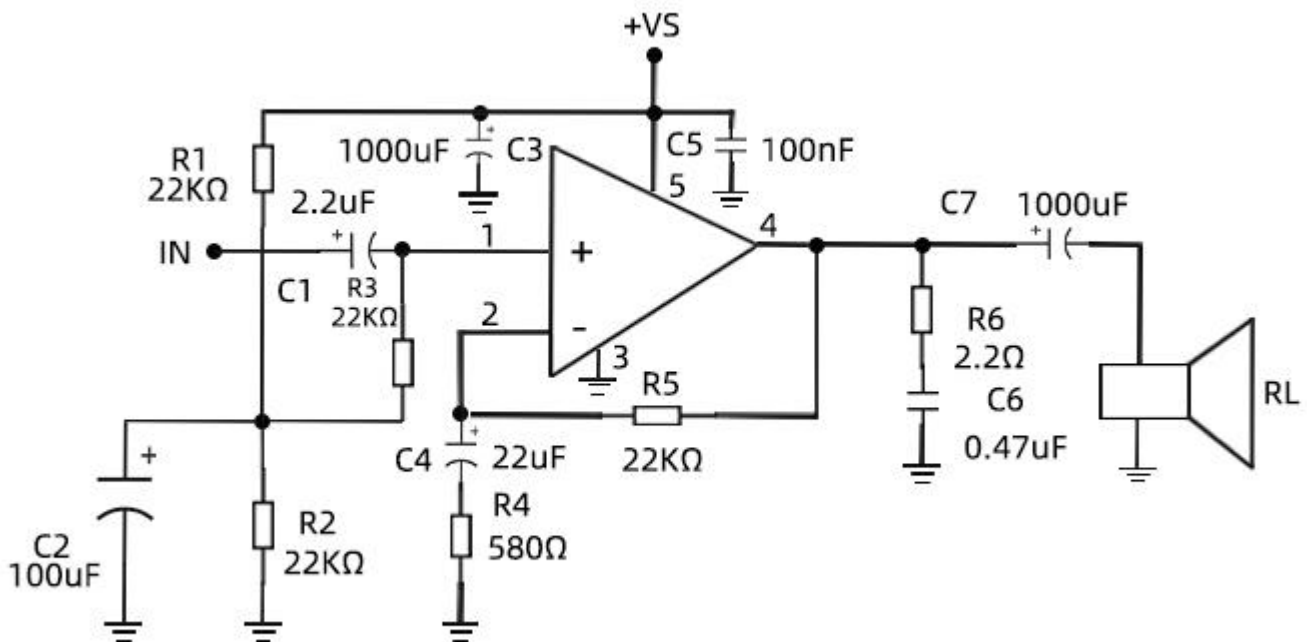 +VS
R1
22KΩ
1000uF
C3
C5
100nF
5
2.2uF
IN
+
C1
R3
22KΩ
1
+
2
-
3
4
C7
1000uF
+
R6
2.2Ω
C6
0.47uF
RL
R5
22KΩ
+
C4
22uF
R4
580Ω
+
C2
100uF
R2
22KΩ
+